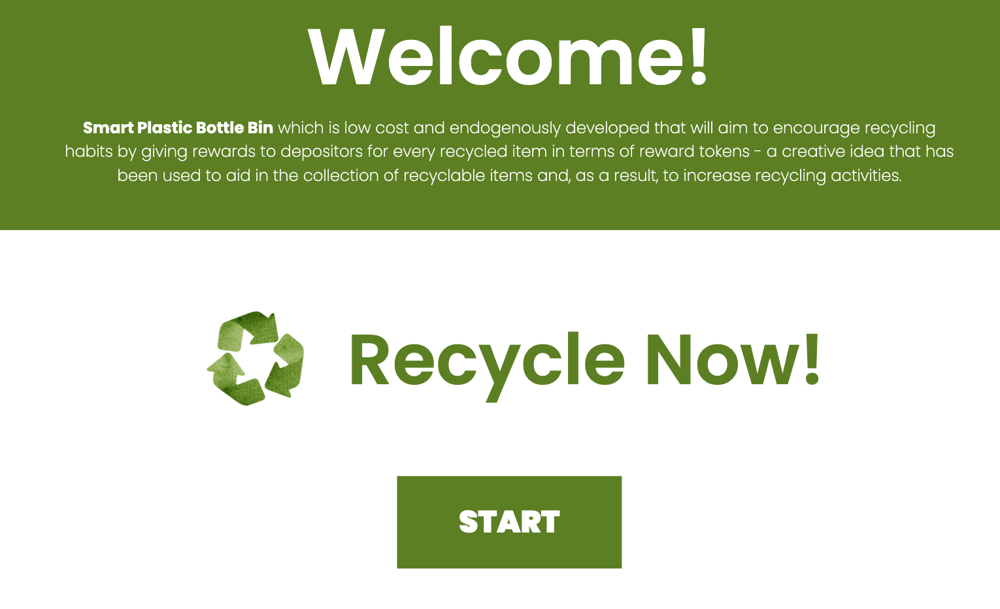 Welcome!
Smart Plastic Bottle Bin which is low cost and endogenously developed that will aim to encourage recycling
habits by giving rewards to depositors for every recycled item in terms of reward tokens - a creative idea that has
been used to aid in the collection of recyclable items and, as a result, to increase recycling activities.
Recycle Now!
START